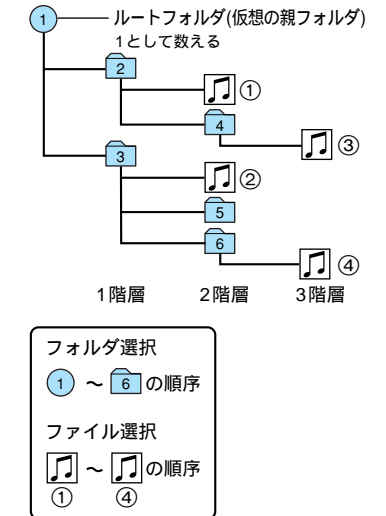 1 ルートフォルダ(仮想の親フォルダ)
1として数える
2
①
4
③
3
②
5
6
④
1階層 2階層 3階層
フォルダ選択
1 ～ 6 の順序
ファイル選択
～ の順序
① ④